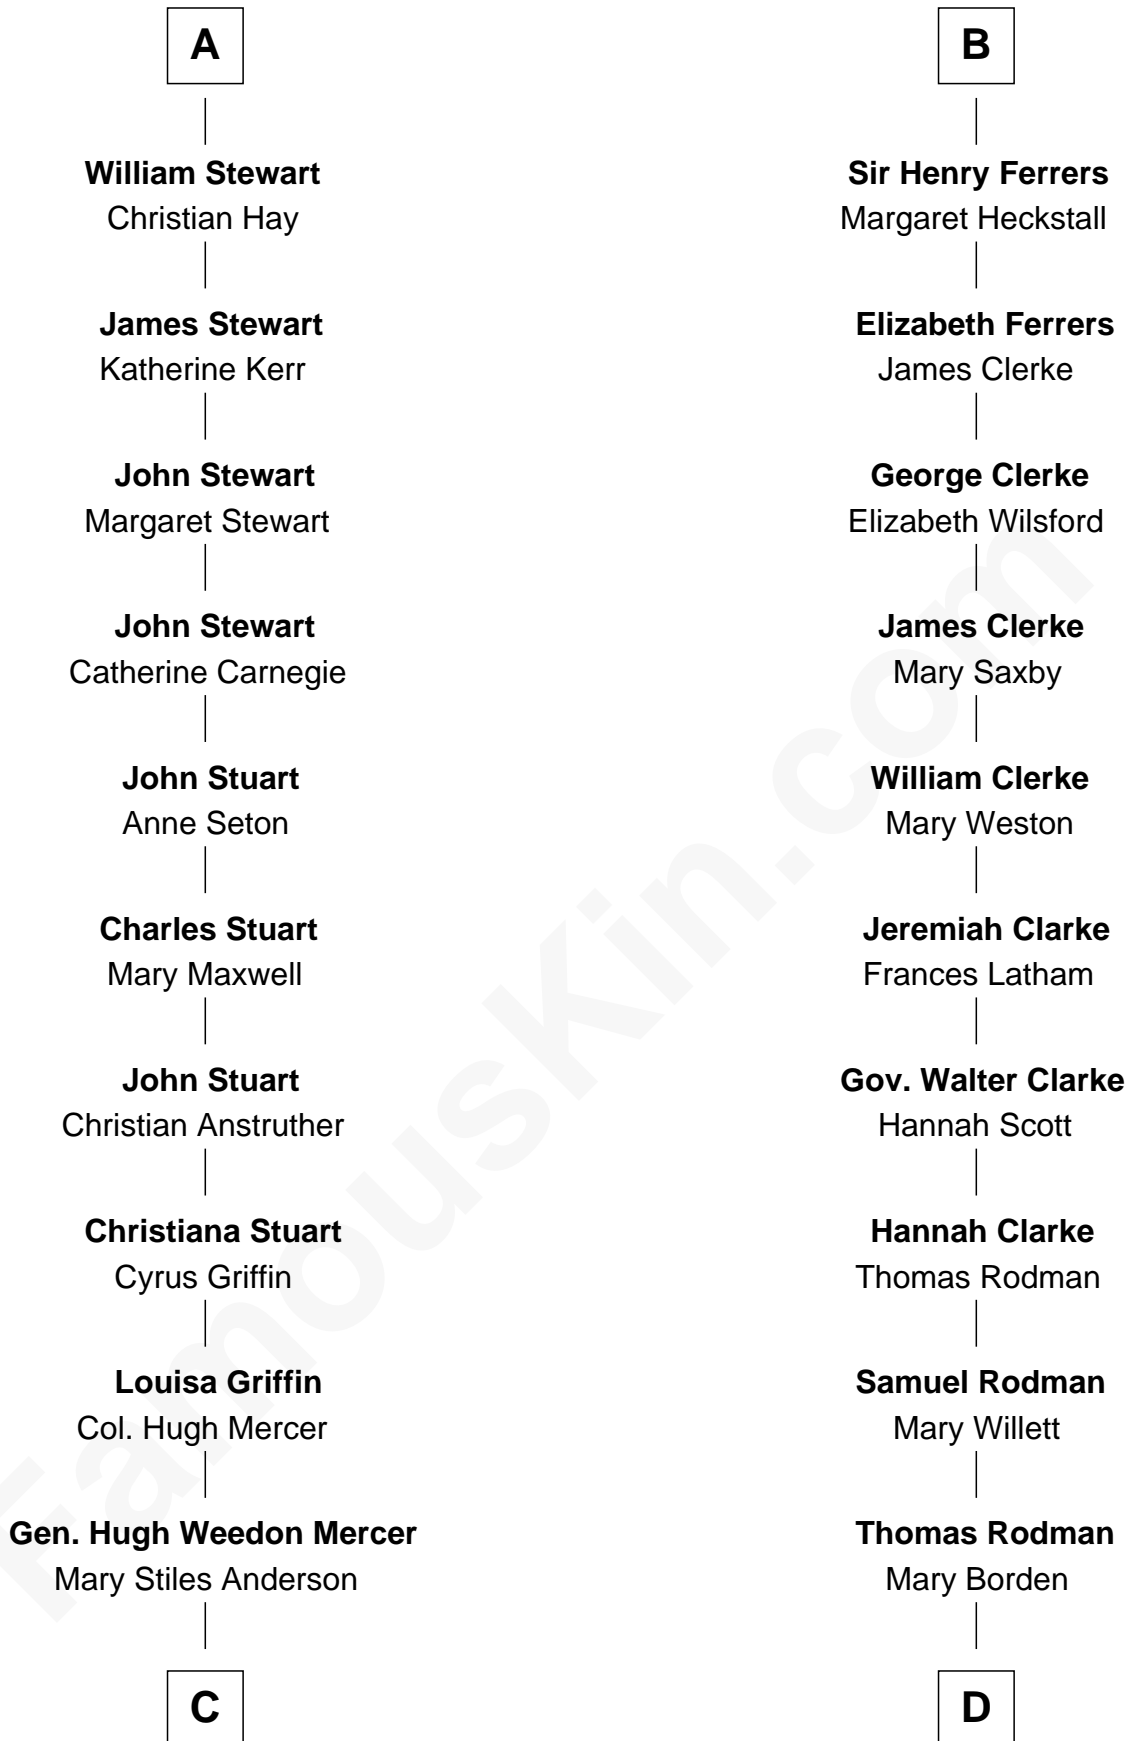 A
William Stewart
Christian Hay
James Stewart
Katherine Kerr
John Stewart
Margaret Stewart
John Stewart
Catherine Carnegie
John Stuart
Anne Seton
Charles Stuart
Mary Maxwell
John Stuart
Christian Anstruther
Christiana Stuart
Cyrus Griffin
Louisa Griffin
Col. Hugh Mercer
Gen. Hugh Weedon Mercer
Mary Stiles Anderson
C
B
Sir Henry Ferrers
Margaret Heckstall
Elizabeth Ferrers
James Clerke
George Clerke
Elizabeth Wilsford
James Clerke
Mary Saxby
William Clerke
Mary Weston
Jeremiah Clarke
Frances Latham
Gov. Walter Clarke
Hannah Scott
Hannah Clarke
Thomas Rodman
Samuel Rodman
Mary Willett
Thomas Rodman
Mary Borden
D
FamousKin.com